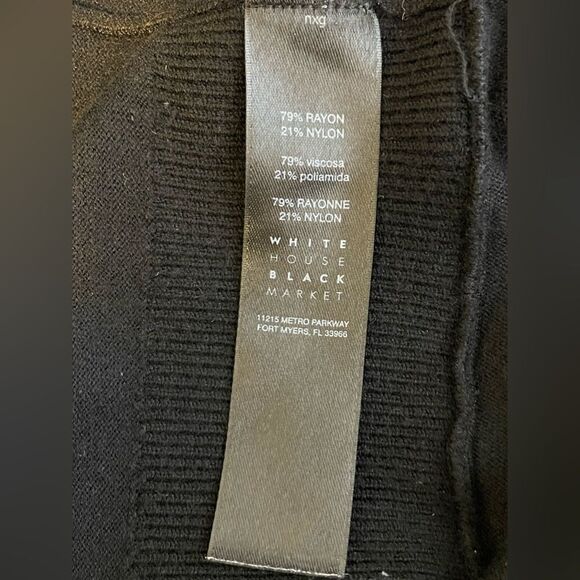 nxg
79% RAYON
21% NYLON
79% viscosa
21% poliamida
79% RAYONNE
21% NYLON
WHITE
HOUSE
BLACK
MARKET
11215 METRO PARKWAY
FORT MYERS, FL 33966